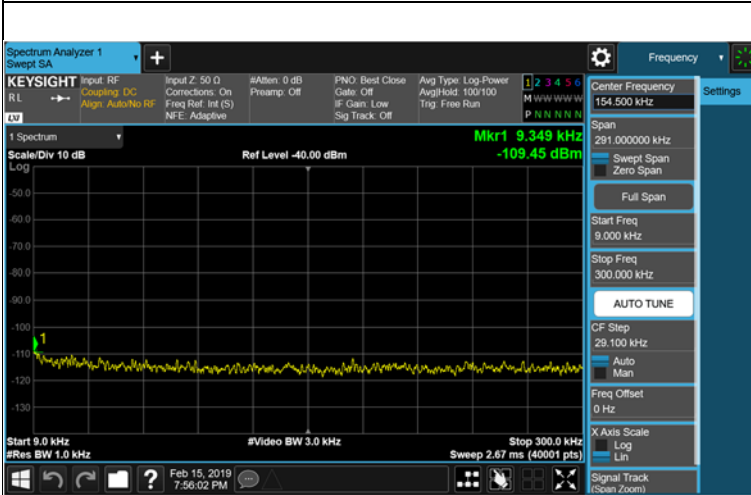 Spectrum Analyzer 1
Swept SA
+
Frequency
KEYSIGHT
RL
LXI
Input: RF
Coupling: DC
Align: Auto/No RF
Input Z: 50 Ω
Corrections: On
Freq Ref: Int (S)
NFE: Adaptive
#Atten: 0 dB
Preamp: Off
PNO: Best Close
Gate: Off
IF Gain: Low
Sig Track: Off
Avg Type: Log-Power
Avg|Hold: 100/100
Trig: Free Run
1 2 3 4 5 6
M W W W W W
P N N N N N
1 Spectrum
Scale/Div 10 dB
Log
Ref Level -40.00 dBm
Mkr1 9.349 kHz
-109.45 dBm
-50.0
-60.0
-70.0
-80.0
-90.0
-100
-110
-120
-130
1
Start 9.0 kHz
#Res BW 1.0 kHz
#Video BW 3.0 kHz
Stop 300.0 kHz
Sweep 2.67 ms (40001 pts)
?
Feb 15, 2019
7:56:02 PM
Center Frequency
154.500 kHz
Span
291.000000 kHz
Swept Span
Zero Span
Full Span
Start Freq
9.000 kHz
Stop Freq
300.000 kHz
AUTO TUNE
CF Step
29.100 kHz
Auto
Man
Freq Offset
0 Hz
X Axis Scale
Log
Lin
Signal Track
(Span Zoom)
Settings